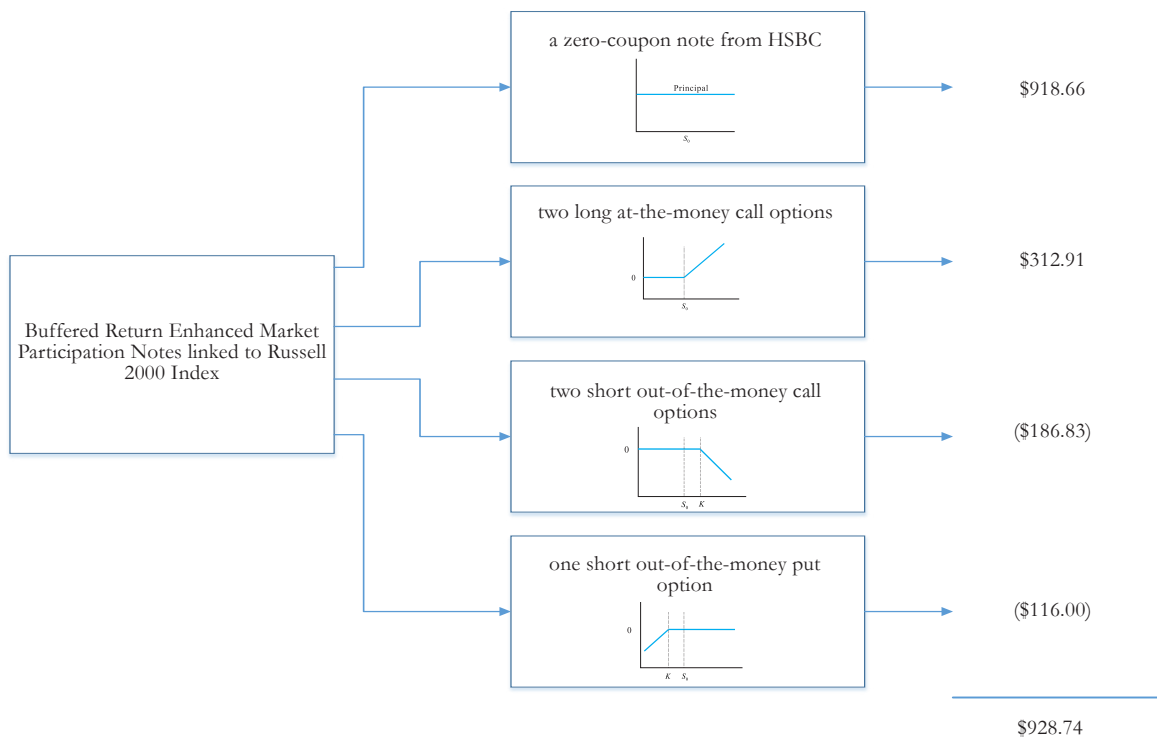 a zero-coupon note from HSBC
Principal
S₀
$918.66
two long at-the-money call options
0
S₀
$312.91
Buffered Return Enhanced Market
Participation Notes linked to Russell
2000 Index
two short out-of-the-money call
options
0
S₀ K
($186.83)
one short out-of-the-money put
option
0
K S₀
($116.00)
$928.74